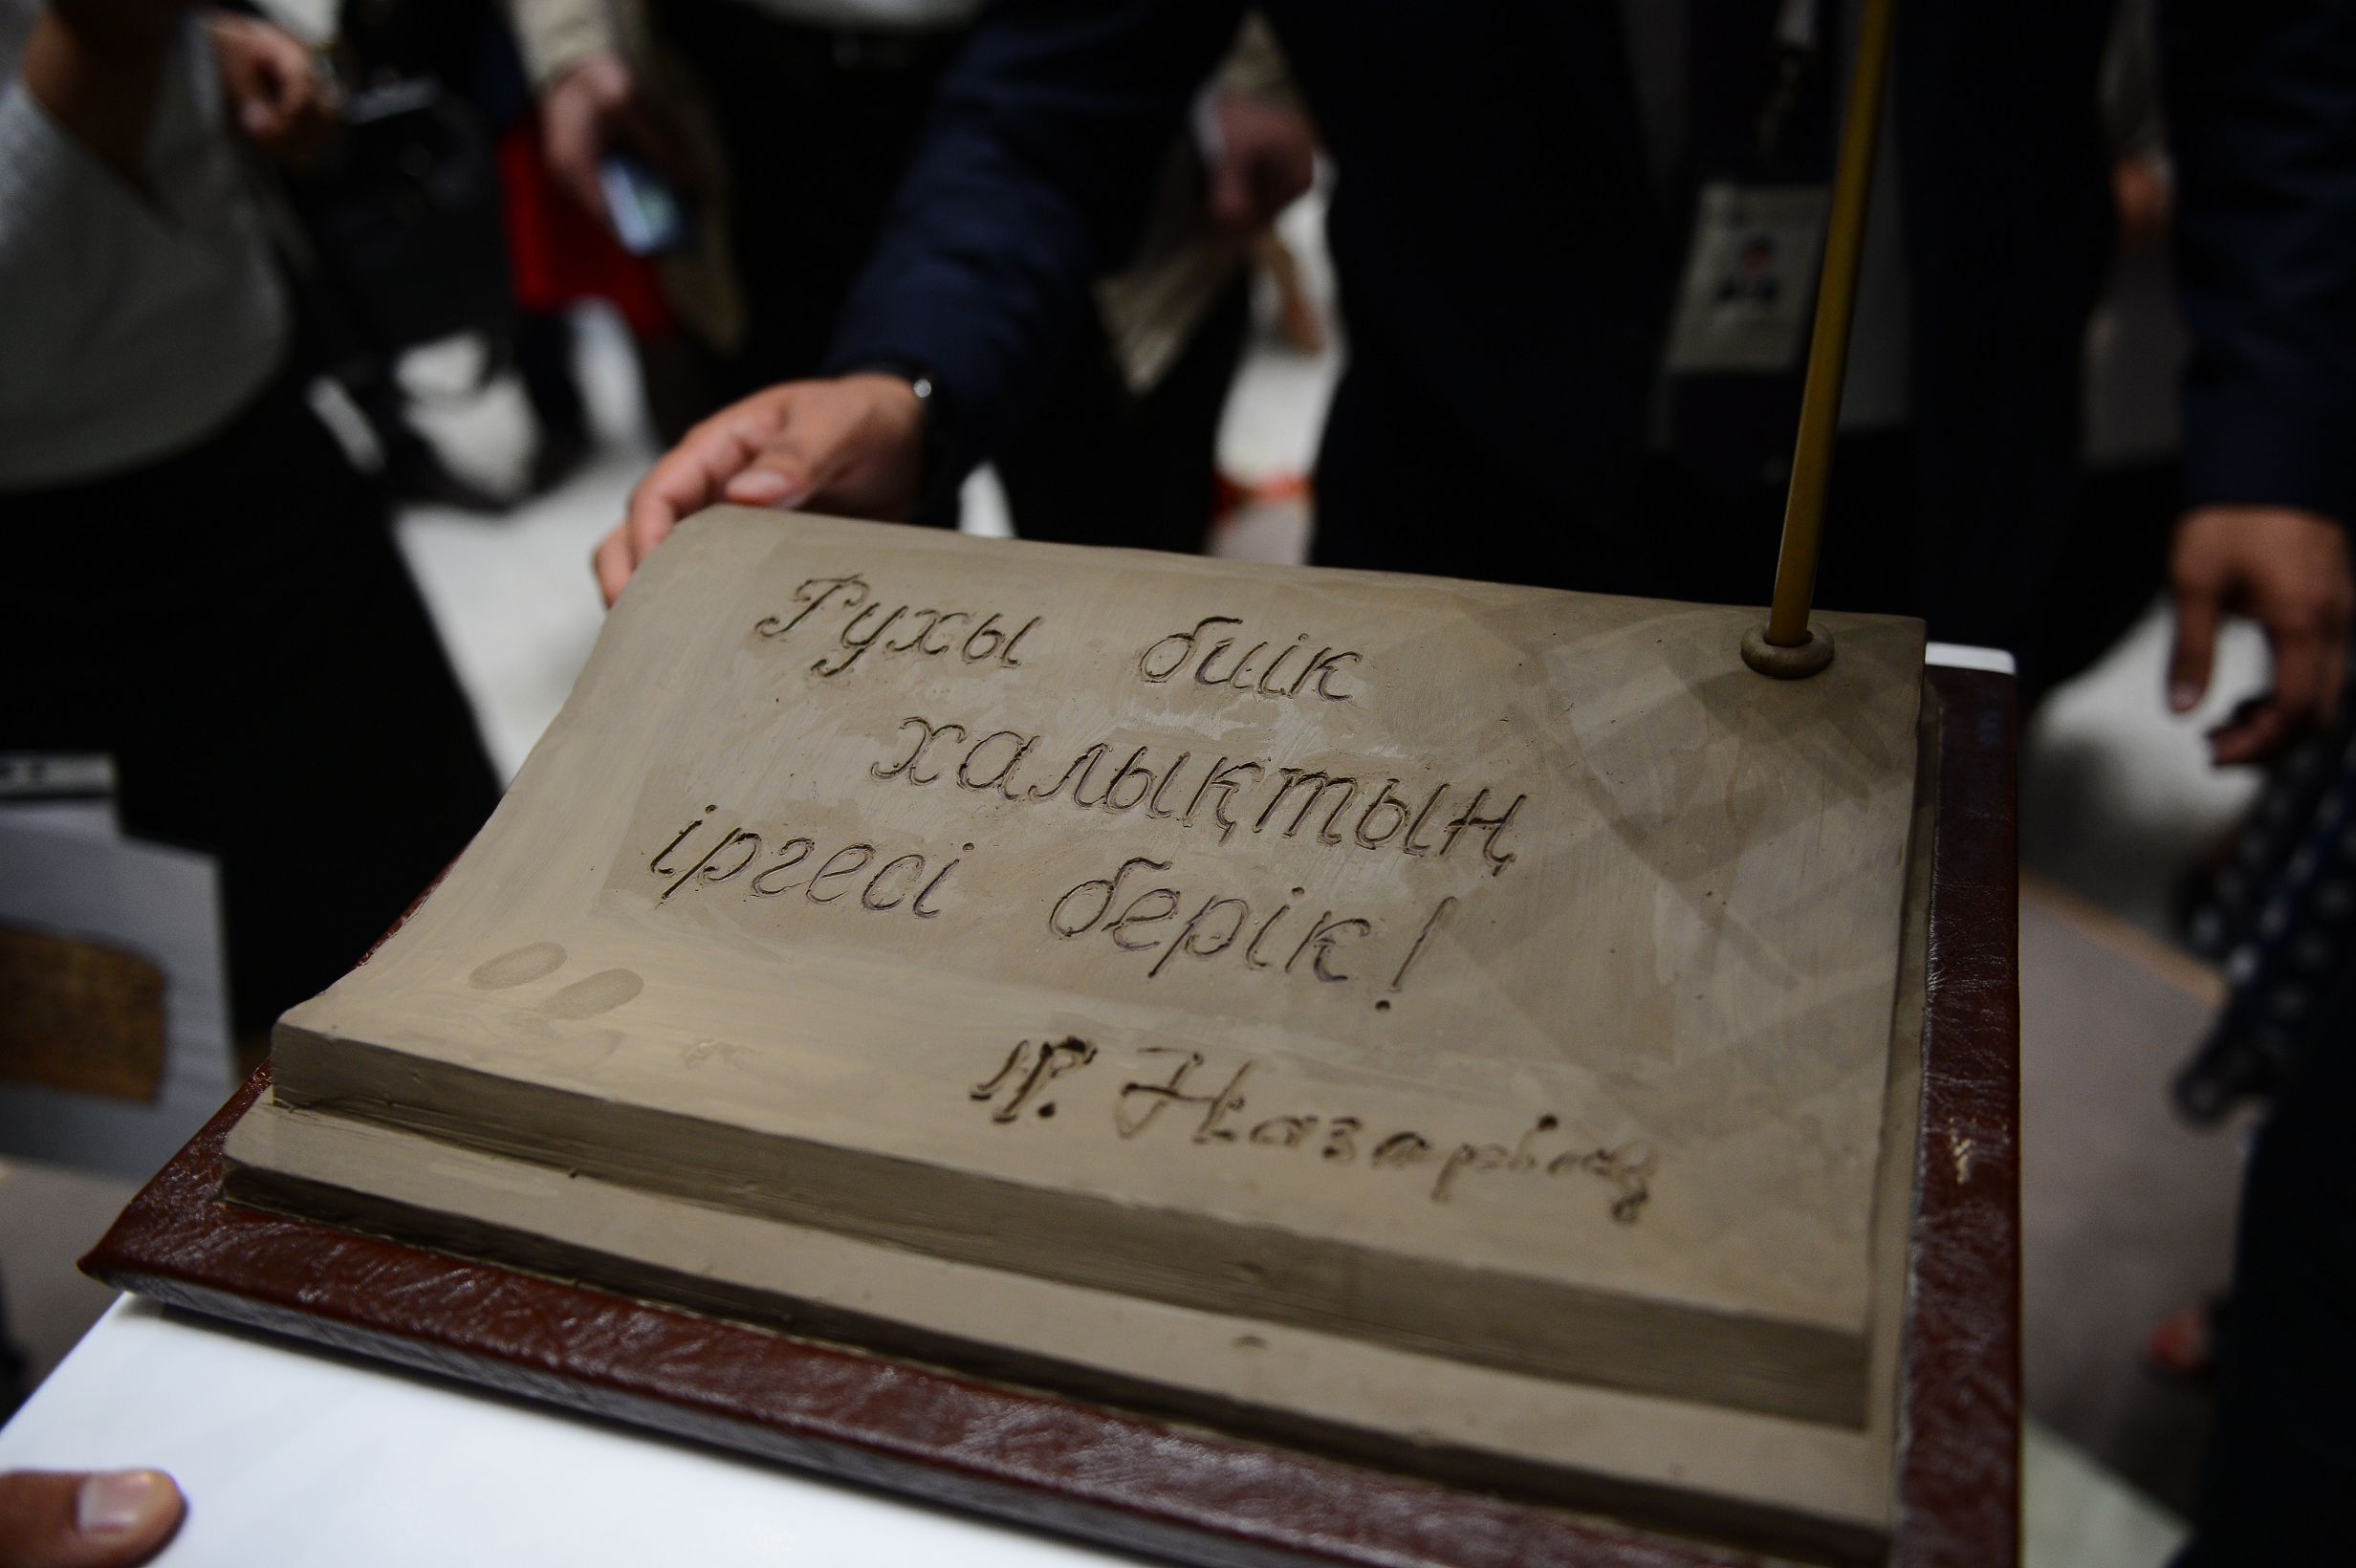 Рухы биік
халықтың
іргесі берік!
Н. Назарбаев